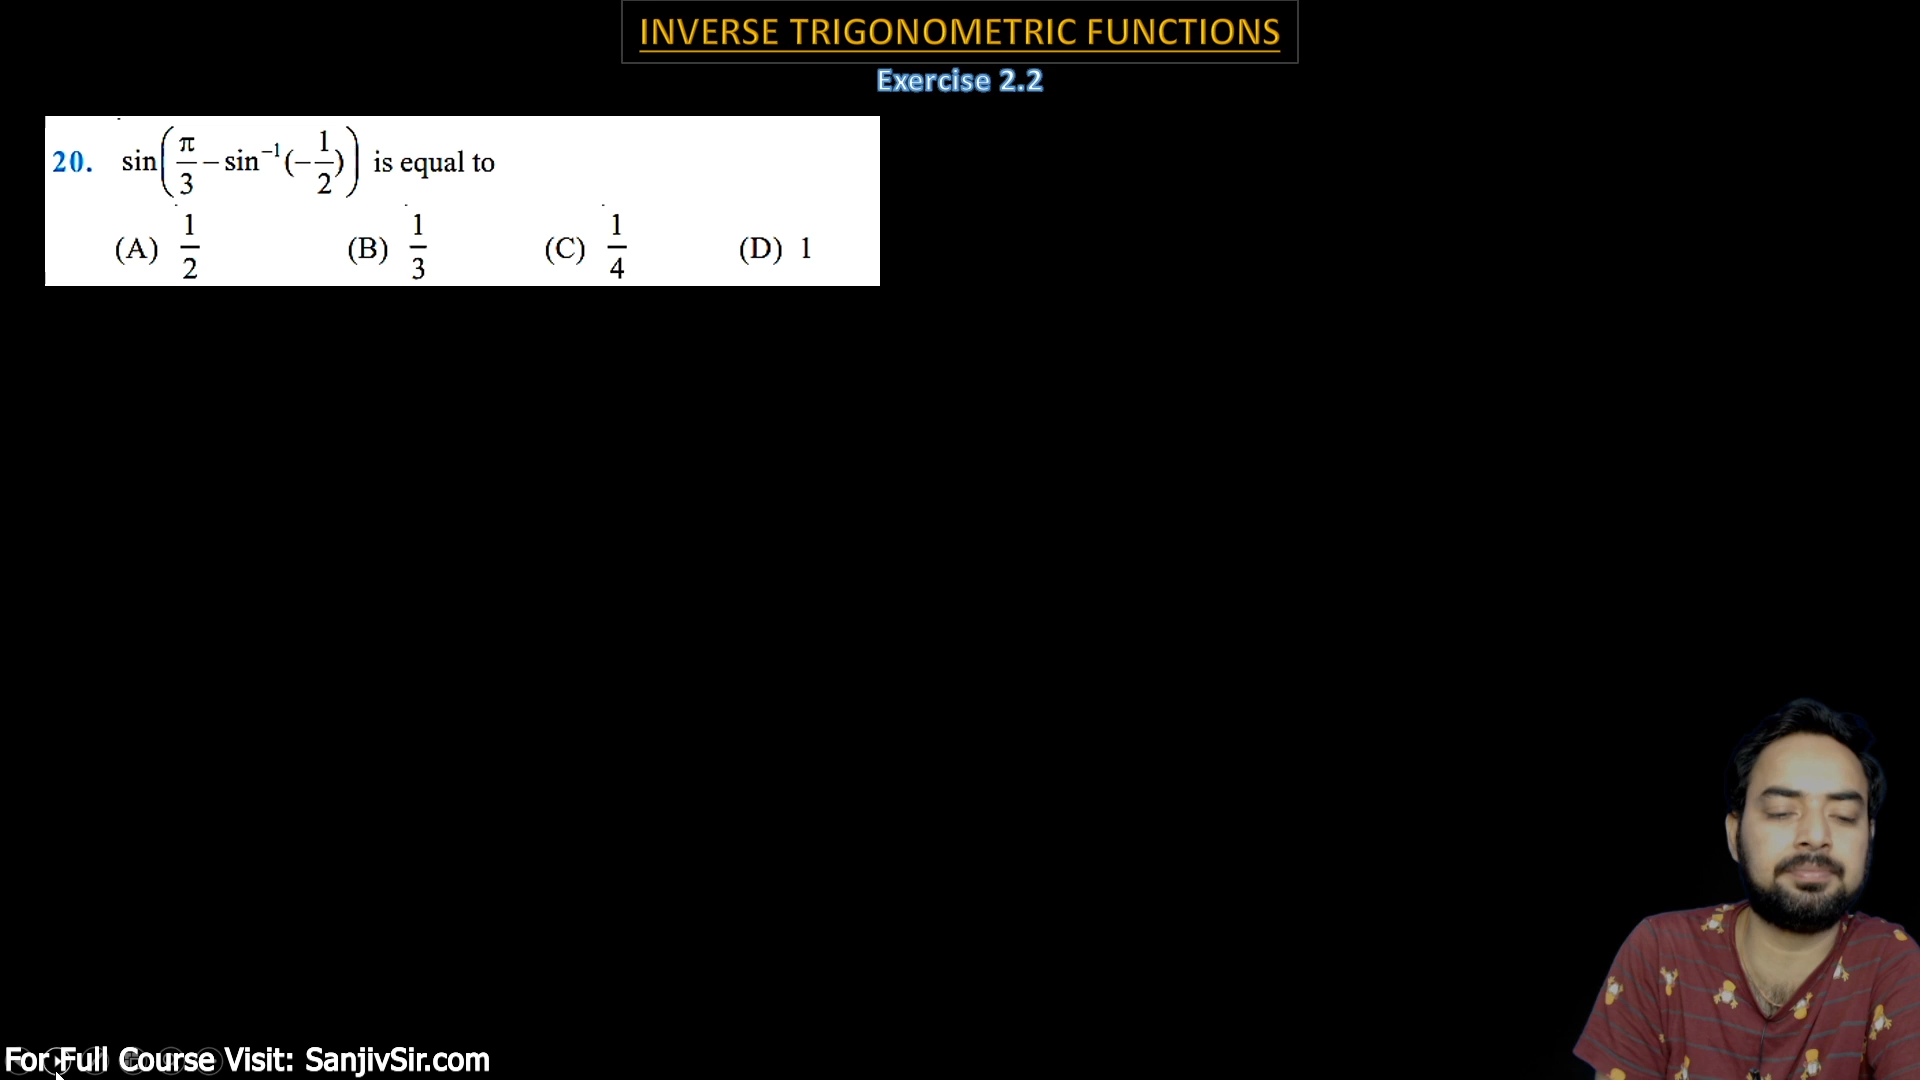 INVERSE TRIGONOMETRIC FUNCTIONS
Exercise 2.2
20. sin(π/3 − sin⁻¹(−1/2)) is equal to
(A) 1/2 (B) 1/3 (C) 1/4 (D) 1
For Full Course Visit: SanjivSir.com